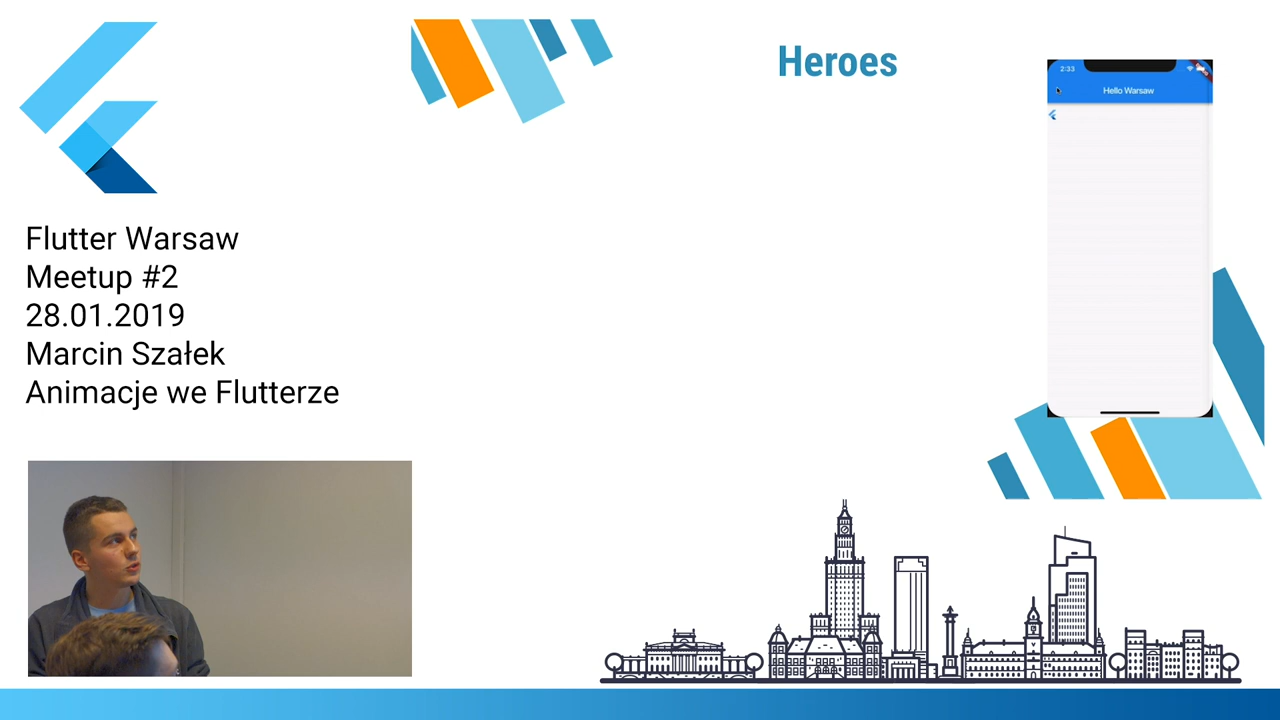 Heroes
2:33
Hello Warsaw
Flutter Warsaw
Meetup #2
28.01.2019
Marcin Szałek
Animacje we Flutterze